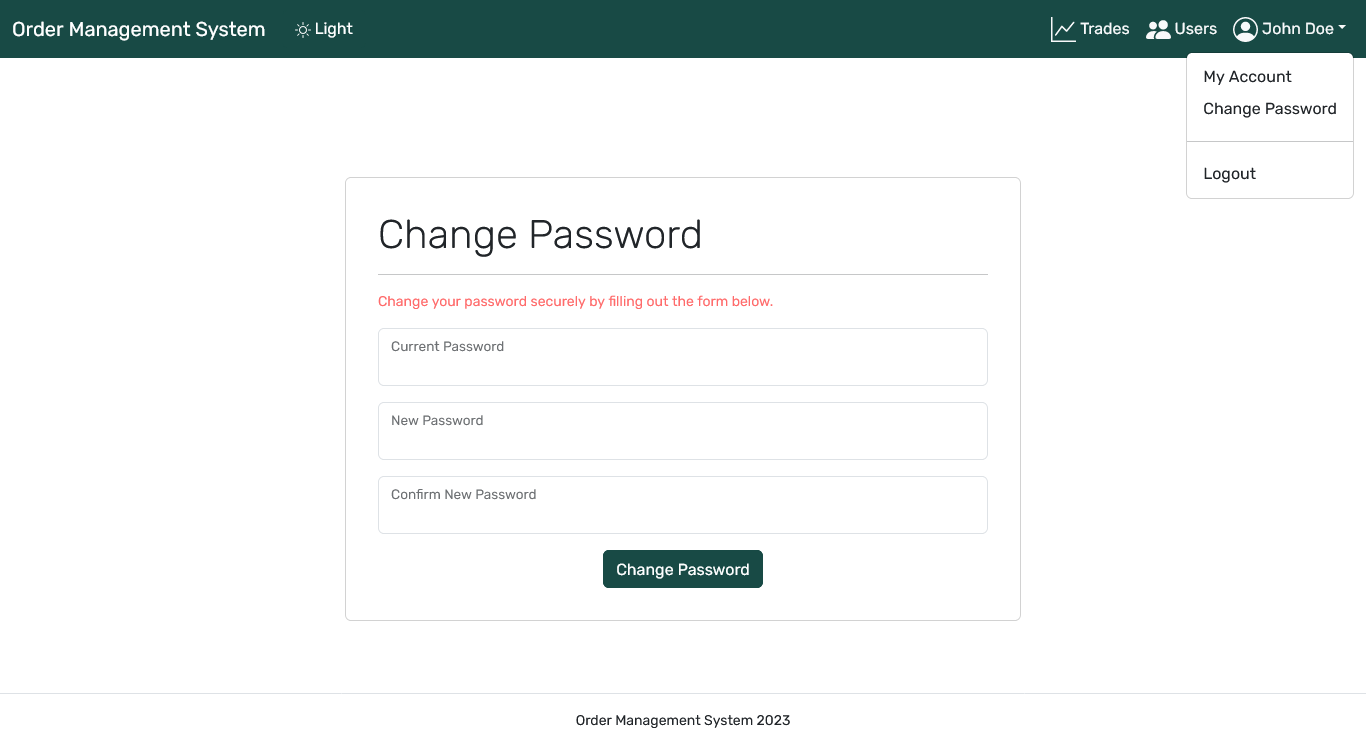 Order Management System Light Trades Users John Doe
My Account
Change Password
Logout
Change Password
Change your password securely by filling out the form below.
Current Password
New Password
Confirm New Password
Change Password
Order Management System 2023